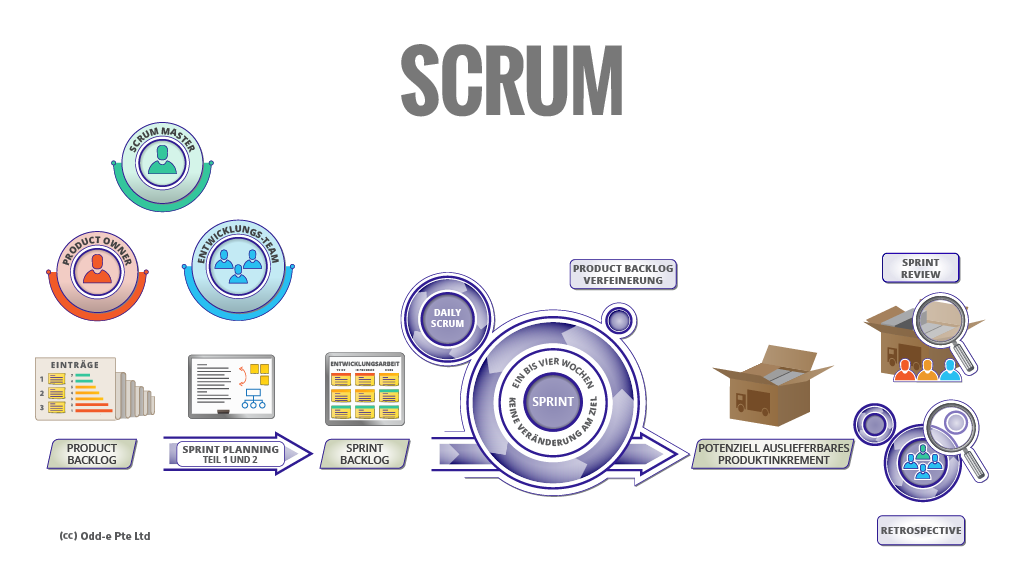 SCRUM
SCRUM MASTER
PRODUCT OWNER
ENTWICKLUNGS-TEAM
PRODUCT BACKLOG
VERFEINERUNG
SPRINT
REVIEW
DAILY
SCRUM
EINTRÄGE
1
2
3
ENTWICKLUNGSARBEIT
EIN BIS VIER WOCHEN
SPRINT
KEINE VERÄNDERUNG AM ZIEL
PRODUCT
BACKLOG
SPRINT PLANNING
TEIL 1 UND 2
SPRINT
BACKLOG
POTENZIELL AUSLIEFERBARES
PRODUKTINKREMENT
RETROSPECTIVE
(cc) Odd-e Pte Ltd